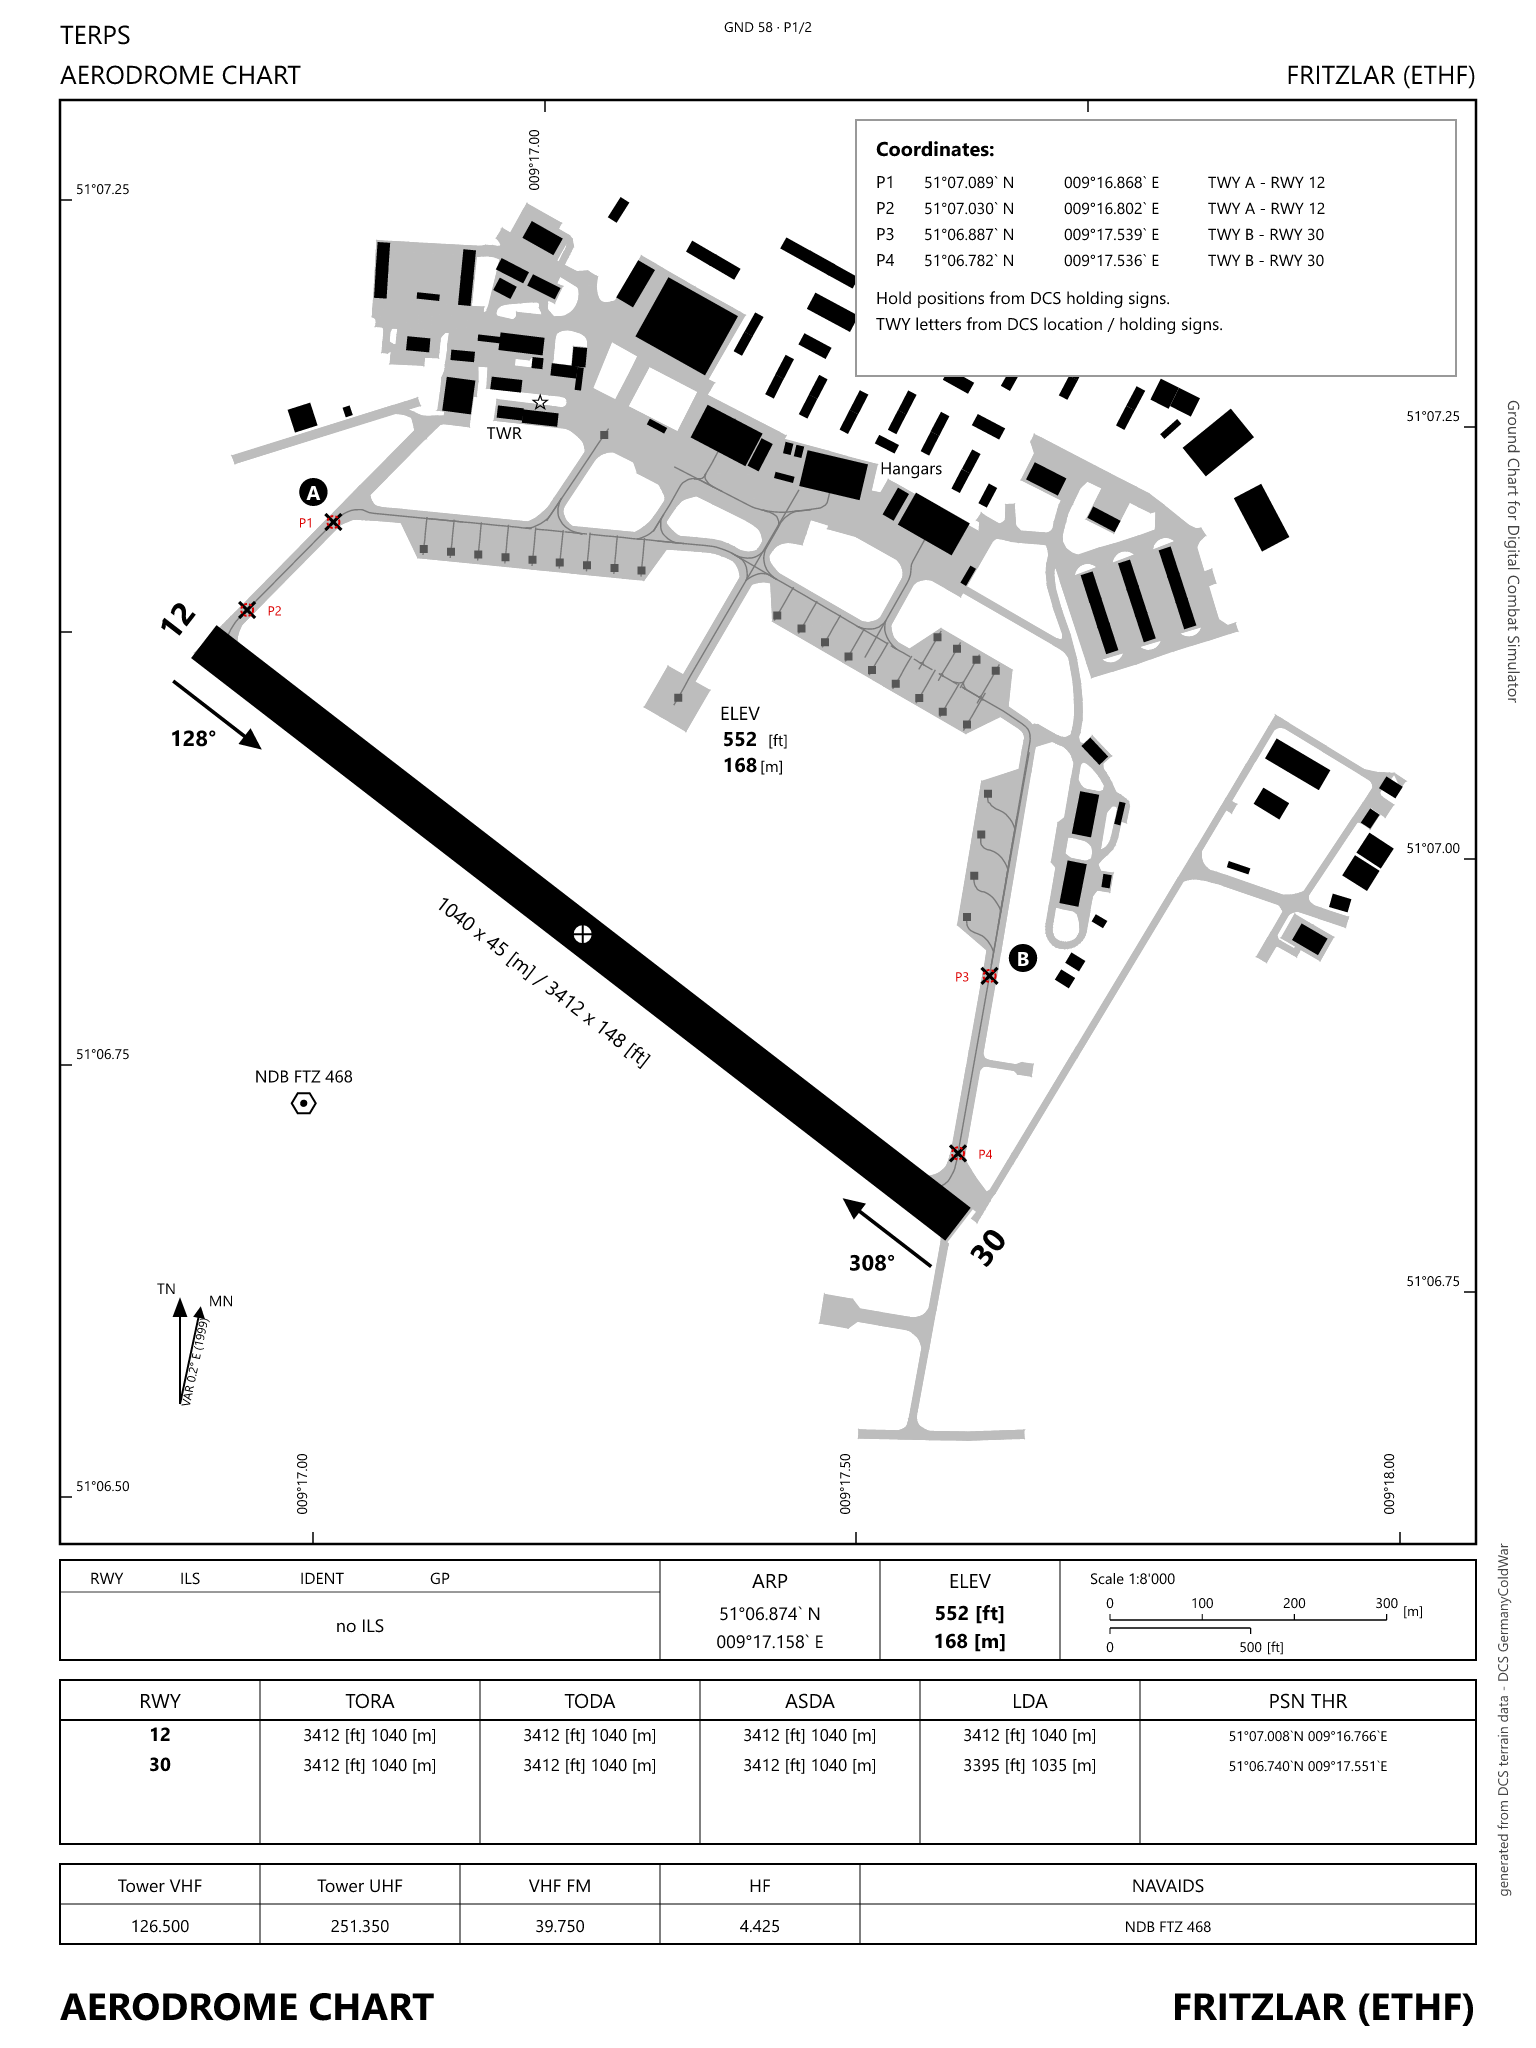 GND 58 · P1/2
TERPS
AERODROME CHART
FRITZLAR (ETHF)
009°17.00
51°07.25
Coordinates:
P1 51°07.089` N 009°16.868` E TWY A - RWY 12
P2 51°07.030` N 009°16.802` E TWY A - RWY 12
P3 51°06.887` N 009°17.539` E TWY B - RWY 30
P4 51°06.782` N 009°17.536` E TWY B - RWY 30
Hold positions from DCS holding signs.
TWY letters from DCS location / holding signs.
51°07.25
TWR
Hangars
A
P1
12
P2
128°
ELEV
552 [ft]
168 [m]
51°07.00
1040 x 45 [m] / 3412 x 148 [ft]
B
P3
51°06.75
NDB FTZ 468
P4
30
308°
51°06.75
TN
MN
VAR 0.2° E (1999)
51°06.50
009°17.00
009°17.50
009°18.00
Ground Chart for Digital Combat Simulator
generated from DCS terrain data - DCS GermanyColdWar
RWY ILS IDENT GP
no ILS
ARP
51°06.874` N
009°17.158` E
ELEV
552 [ft]
168 [m]
Scale 1:8'000
0 100 200 300 [m]
0 500 [ft]
RWY TORA TODA ASDA LDA PSN THR
12 3412 [ft] 1040 [m] 3412 [ft] 1040 [m] 3412 [ft] 1040 [m] 3412 [ft] 1040 [m] 51°07.008`N 009°16.766`E
30 3412 [ft] 1040 [m] 3412 [ft] 1040 [m] 3412 [ft] 1040 [m] 3395 [ft] 1035 [m] 51°06.740`N 009°17.551`E
Tower VHF Tower UHF VHF FM HF NAVAIDS
126.500 251.350 39.750 4.425 NDB FTZ 468
AERODROME CHART
FRITZLAR (ETHF)